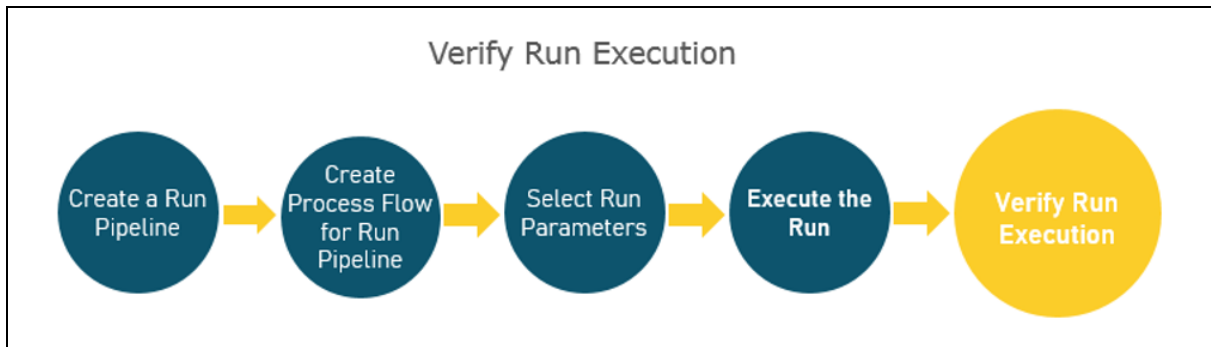 Verify Run Execution
Create a Run
Pipeline
Create
Process Flow
for Run
Pipeline
Select Run
Parameters
Execute the
Run
Verify Run
Execution